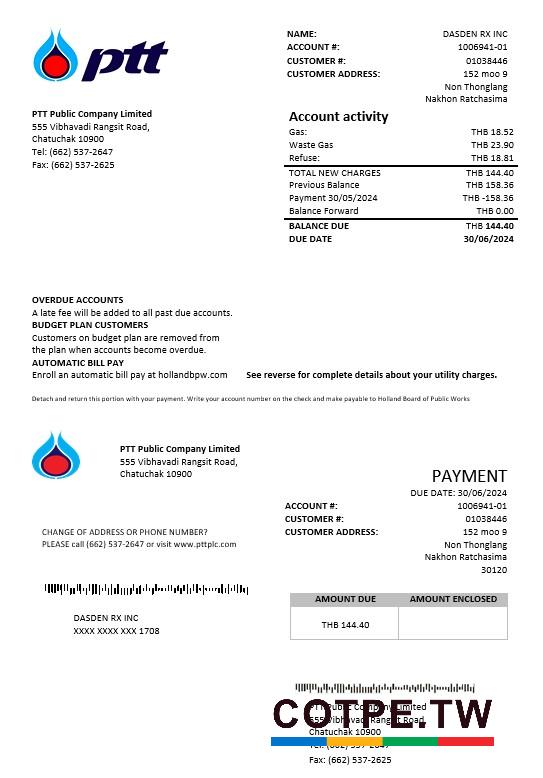 ptt
NAME: DASDEN RX INC
ACCOUNT #: 1006941-01
CUSTOMER #: 01038446
CUSTOMER ADDRESS: 152 moo 9
Non Thonglang
Nakhon Ratchasima
PTT Public Company Limited
555 Vibhavadi Rangsit Road,
Chatuchak 10900
Tel: (662) 537-2647
Fax: (662) 537-2625
Account activity
Gas: THB 18.52
Waste Gas THB 23.90
Refuse: THB 18.81
TOTAL NEW CHARGES THB 144.40
Previous Balance THB 158.36
Payment 30/05/2024 THB -158.36
Balance Forward THB 0.00
BALANCE DUE THB 144.40
DUE DATE 30/06/2024
OVERDUE ACCOUNTS
A late fee will be added to all past due accounts.
BUDGET PLAN CUSTOMERS
Customers on budget plan are removed from
the plan when accounts become overdue.
AUTOMATIC BILL PAY
Enroll an automatic bill pay at hollandbpw.com See reverse for complete details about your utility charges.
Detach and return this portion with your payment. Write your account number on the check and make payable to Holland Board of Public Works
PTT Public Company Limited
555 Vibhavadi Rangsit Road,
Chatuchak 10900
PAYMENT
DUE DATE: 30/06/2024
ACCOUNT #: 1006941-01
CUSTOMER #: 01038446
CUSTOMER ADDRESS: 152 moo 9
Non Thonglang
Nakhon Ratchasima
30120
CHANGE OF ADDRESS OR PHONE NUMBER?
PLEASE call (662) 537-2647 or visit www.pttplc.com
DASDEN RX INC
XXXX XXXX XXX 1708
AMOUNT DUE AMOUNT ENCLOSED
THB 144.40
PTT Public Company Limited
555 Vibhavadi Rangsit Road,
COTPE.TW
Chatuchak 10900
Tel: (662) 537-2647
Fax: (662) 537-2625